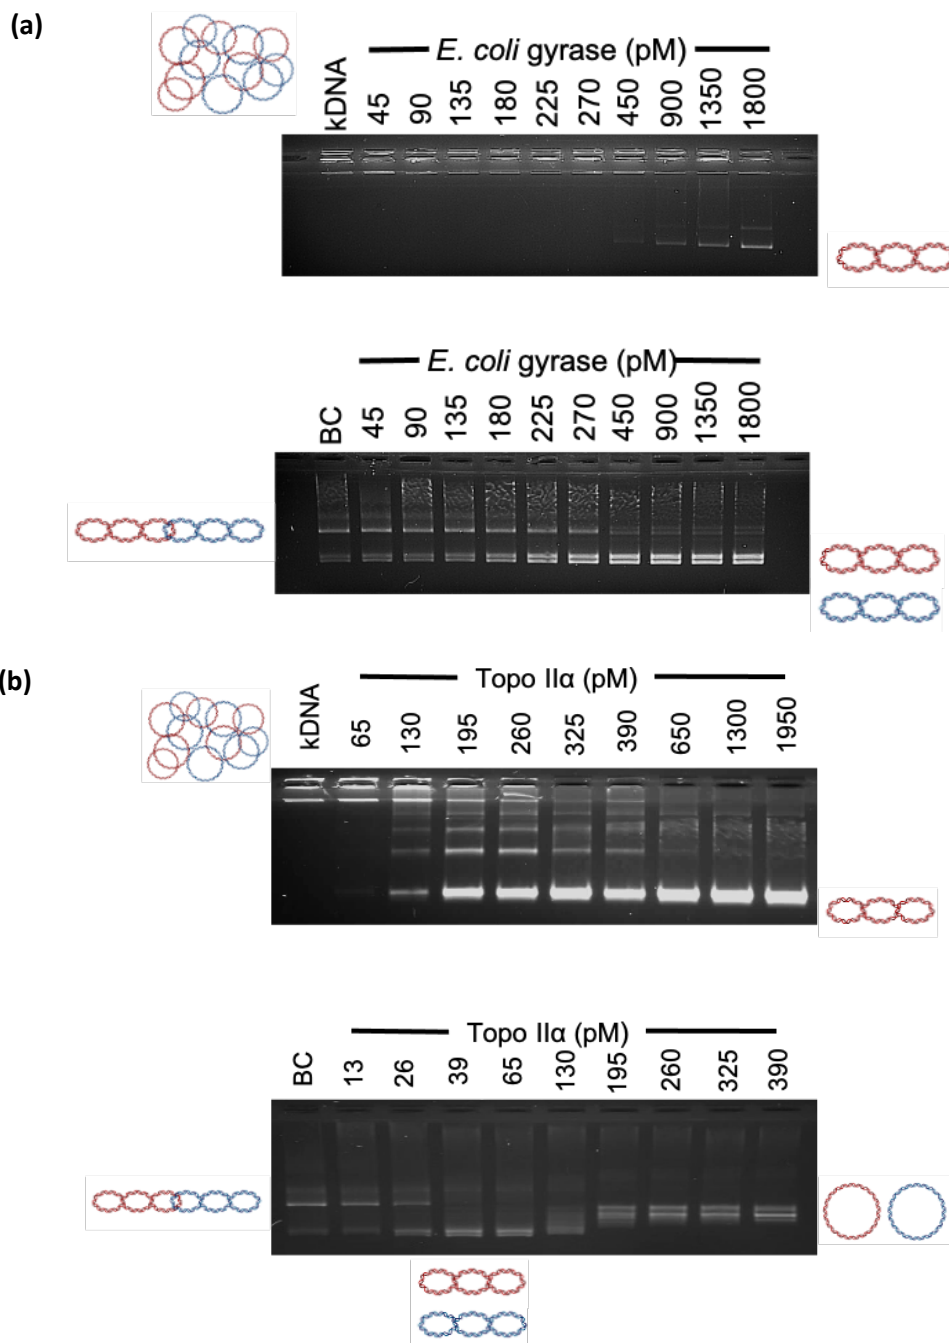 (a)
E. coli gyrase (pM)
kDNA 45 90 135 180 225 270 450 900 1350 1800
E. coli gyrase (pM)
BC 45 90 135 180 225 270 450 900 1350 1800
(b)
Topo IIα (pM)
kDNA 65 130 195 260 325 390 650 1300 1950
Topo IIα (pM)
BC 13 26 39 65 130 195 260 325 390